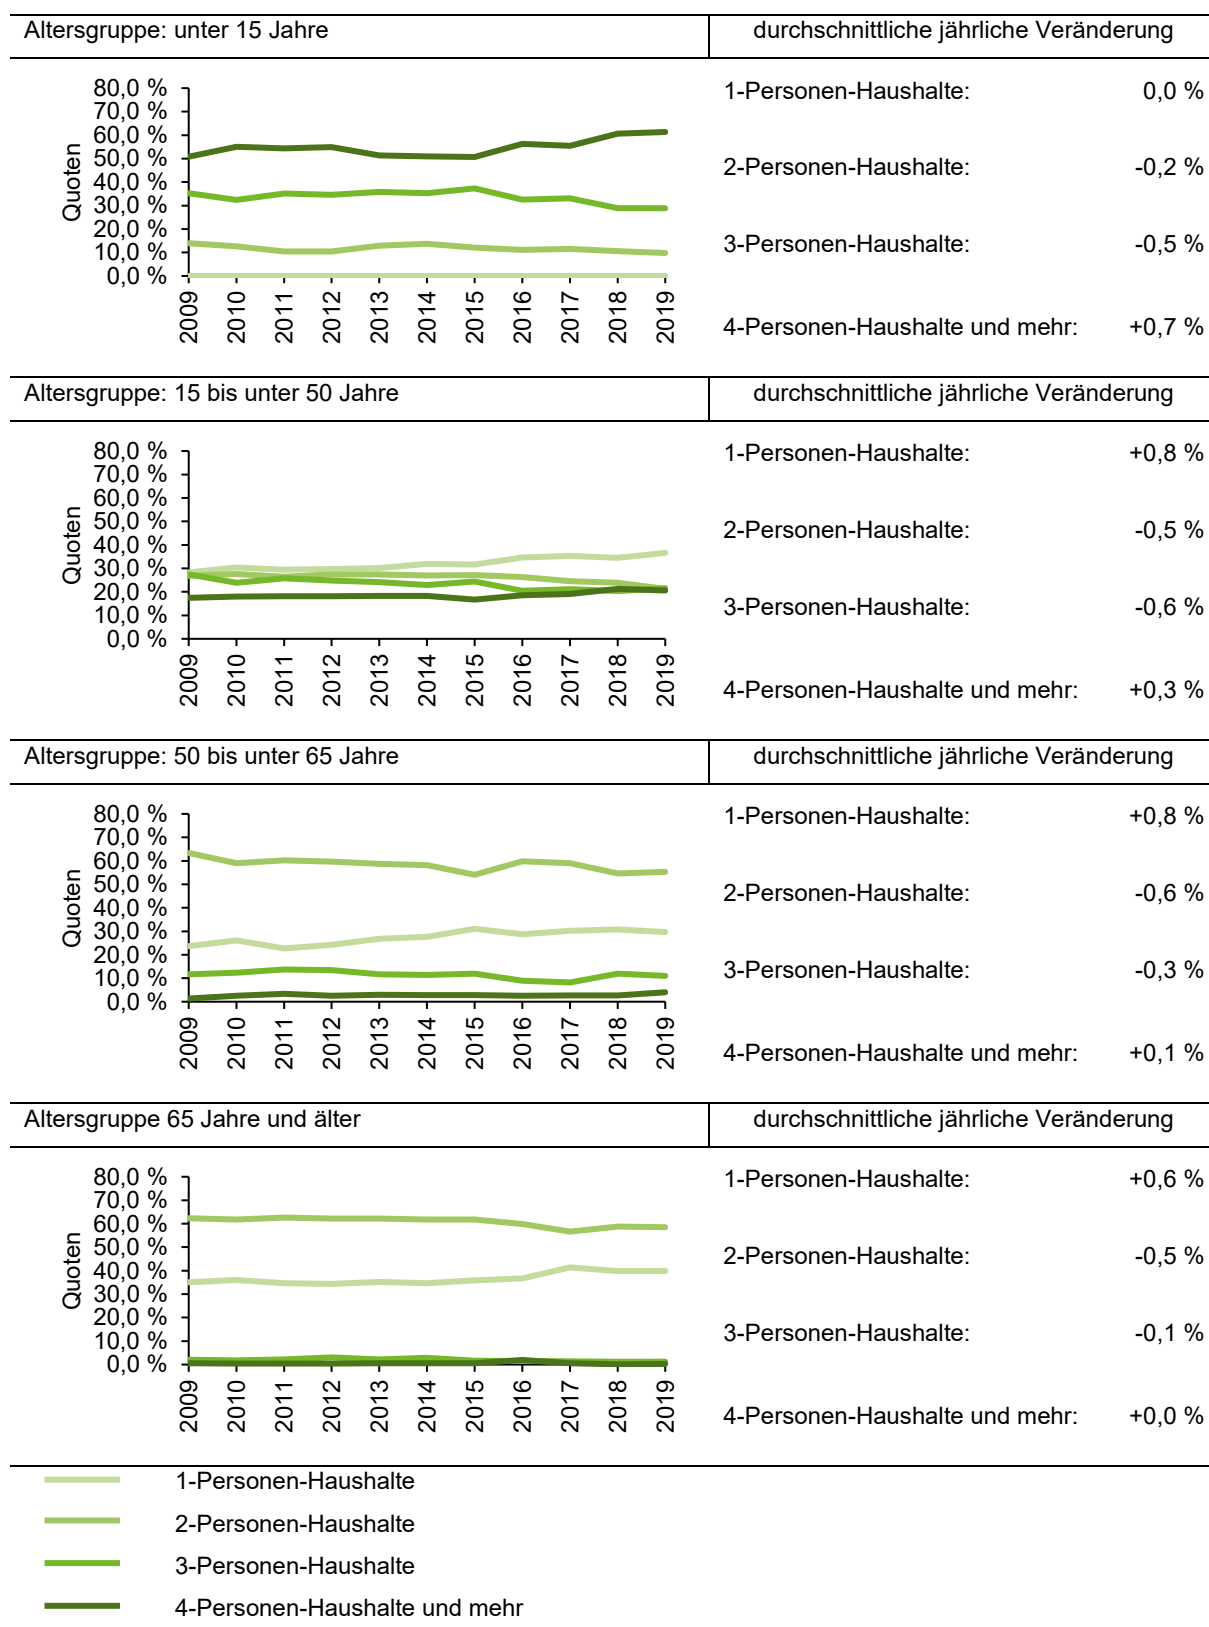 Altersgruppe: unter 15 Jahre durchschnittliche jährliche Veränderung
Quoten
80,0 %
70,0 %
60,0 %
50,0 %
40,0 %
30,0 %
20,0 %
10,0 %
0,0 %
2009 2010 2011 2012 2013 2014 2015 2016 2017 2018 2019
1-Personen-Haushalte: 0,0 %
2-Personen-Haushalte: -0,2 %
3-Personen-Haushalte: -0,5 %
4-Personen-Haushalte und mehr: +0,7 %
Altersgruppe: 15 bis unter 50 Jahre durchschnittliche jährliche Veränderung
Quoten
80,0 %
70,0 %
60,0 %
50,0 %
40,0 %
30,0 %
20,0 %
10,0 %
0,0 %
2009 2010 2011 2012 2013 2014 2015 2016 2017 2018 2019
1-Personen-Haushalte: +0,8 %
2-Personen-Haushalte: -0,5 %
3-Personen-Haushalte: -0,6 %
4-Personen-Haushalte und mehr: +0,3 %
Altersgruppe: 50 bis unter 65 Jahre durchschnittliche jährliche Veränderung
Quoten
80,0 %
70,0 %
60,0 %
50,0 %
40,0 %
30,0 %
20,0 %
10,0 %
0,0 %
2009 2010 2011 2012 2013 2014 2015 2016 2017 2018 2019
1-Personen-Haushalte: +0,8 %
2-Personen-Haushalte: -0,6 %
3-Personen-Haushalte: -0,3 %
4-Personen-Haushalte und mehr: +0,1 %
Altersgruppe 65 Jahre und älter durchschnittliche jährliche Veränderung
Quoten
80,0 %
70,0 %
60,0 %
50,0 %
40,0 %
30,0 %
20,0 %
10,0 %
0,0 %
2009 2010 2011 2012 2013 2014 2015 2016 2017 2018 2019
1-Personen-Haushalte: +0,6 %
2-Personen-Haushalte: -0,5 %
3-Personen-Haushalte: -0,1 %
4-Personen-Haushalte und mehr: +0,0 %
1-Personen-Haushalte
2-Personen-Haushalte
3-Personen-Haushalte
4-Personen-Haushalte und mehr